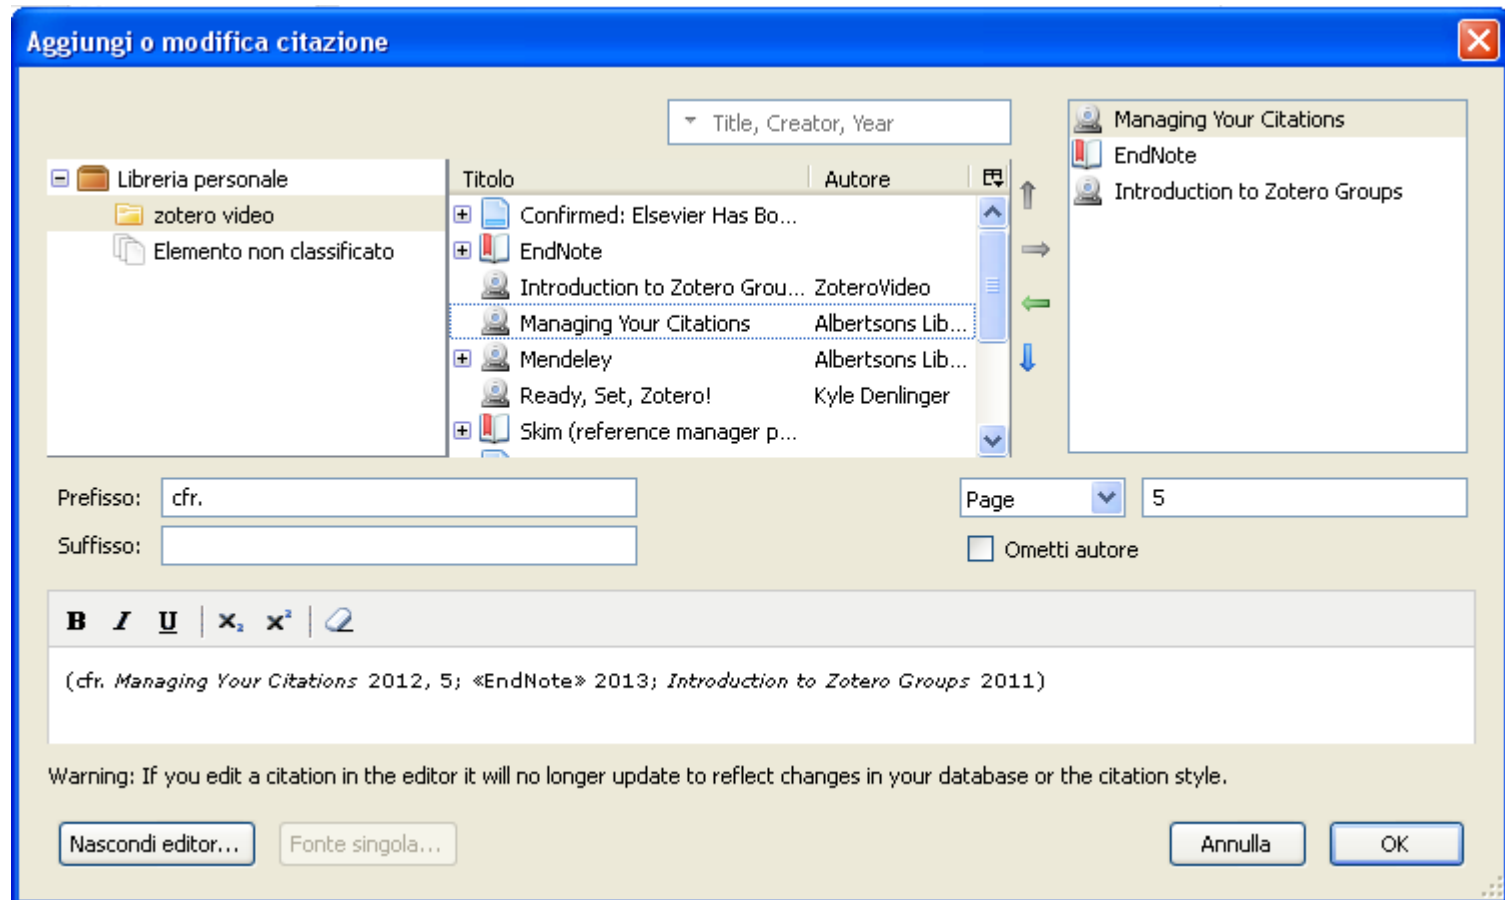 Aggiungi o modifica citazione
Title, Creator, Year
Libreria personale
zotero video
Elemento non classificato
Titolo Autore
Confirmed: Elsevier Has Bo...
EndNote
Introduction to Zotero Grou... ZoteroVideo
Managing Your Citations Albertsons Lib...
Mendeley Albertsons Lib...
Ready, Set, Zotero! Kyle Denlinger
Skim (reference manager p...
Managing Your Citations
EndNote
Introduction to Zotero Groups
Prefisso: cfr.
Page 5
Suffisso:
Ometti autore
B I U x₂ x²
(cfr. Managing Your Citations 2012, 5; «EndNote» 2013; Introduction to Zotero Groups 2011)
Warning: If you edit a citation in the editor it will no longer update to reflect changes in your database or the citation style.
Nascondi editor... Fonte singola... Annulla OK